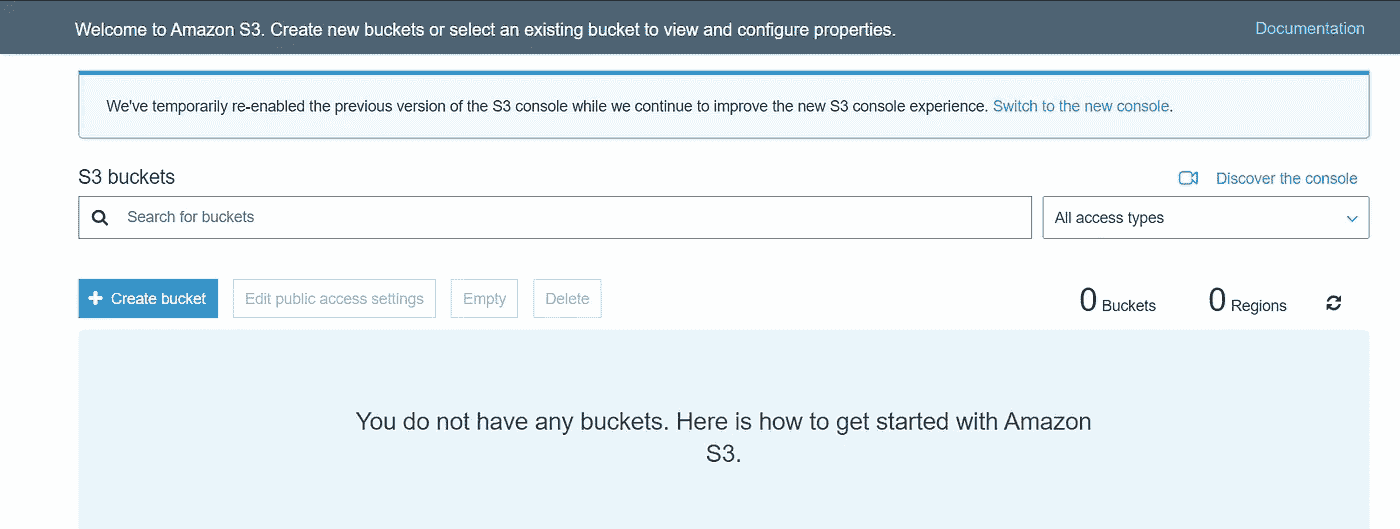 Welcome to Amazon S3. Create new buckets or select an existing bucket to view and configure properties.
Documentation
We've temporarily re-enabled the previous version of the S3 console while we continue to improve the new S3 console experience. Switch to the new console.
S3 buckets
Discover the console
Search for buckets
All access types
Create bucket
Edit public access settings
Empty
Delete
0 Buckets
0 Regions
You do not have any buckets. Here is how to get started with Amazon
S3.